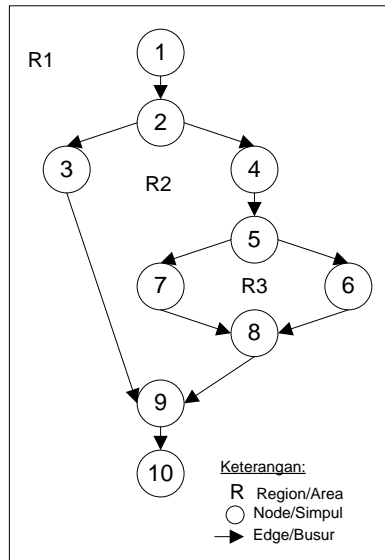 1
R1
2
3
R2
4
5
7
R3
6
8
9
10
Keterangan:
R Region/Area
Node/Simpul
Edge/Busur